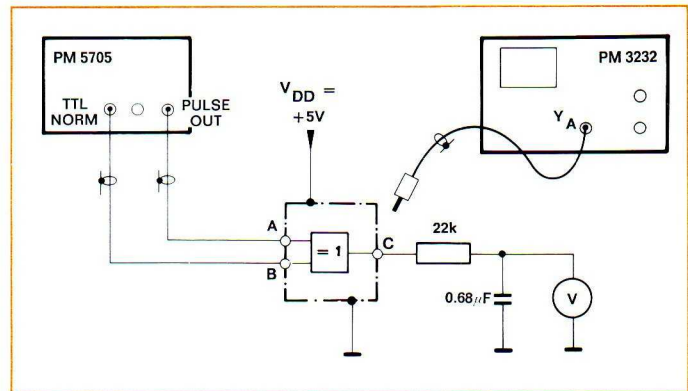 PM 5705
TTL
NORM
PULSE
OUT
V DD =
+5V
PM 3232
Y A
A
B
= 1
C
22k
0.68µF
V